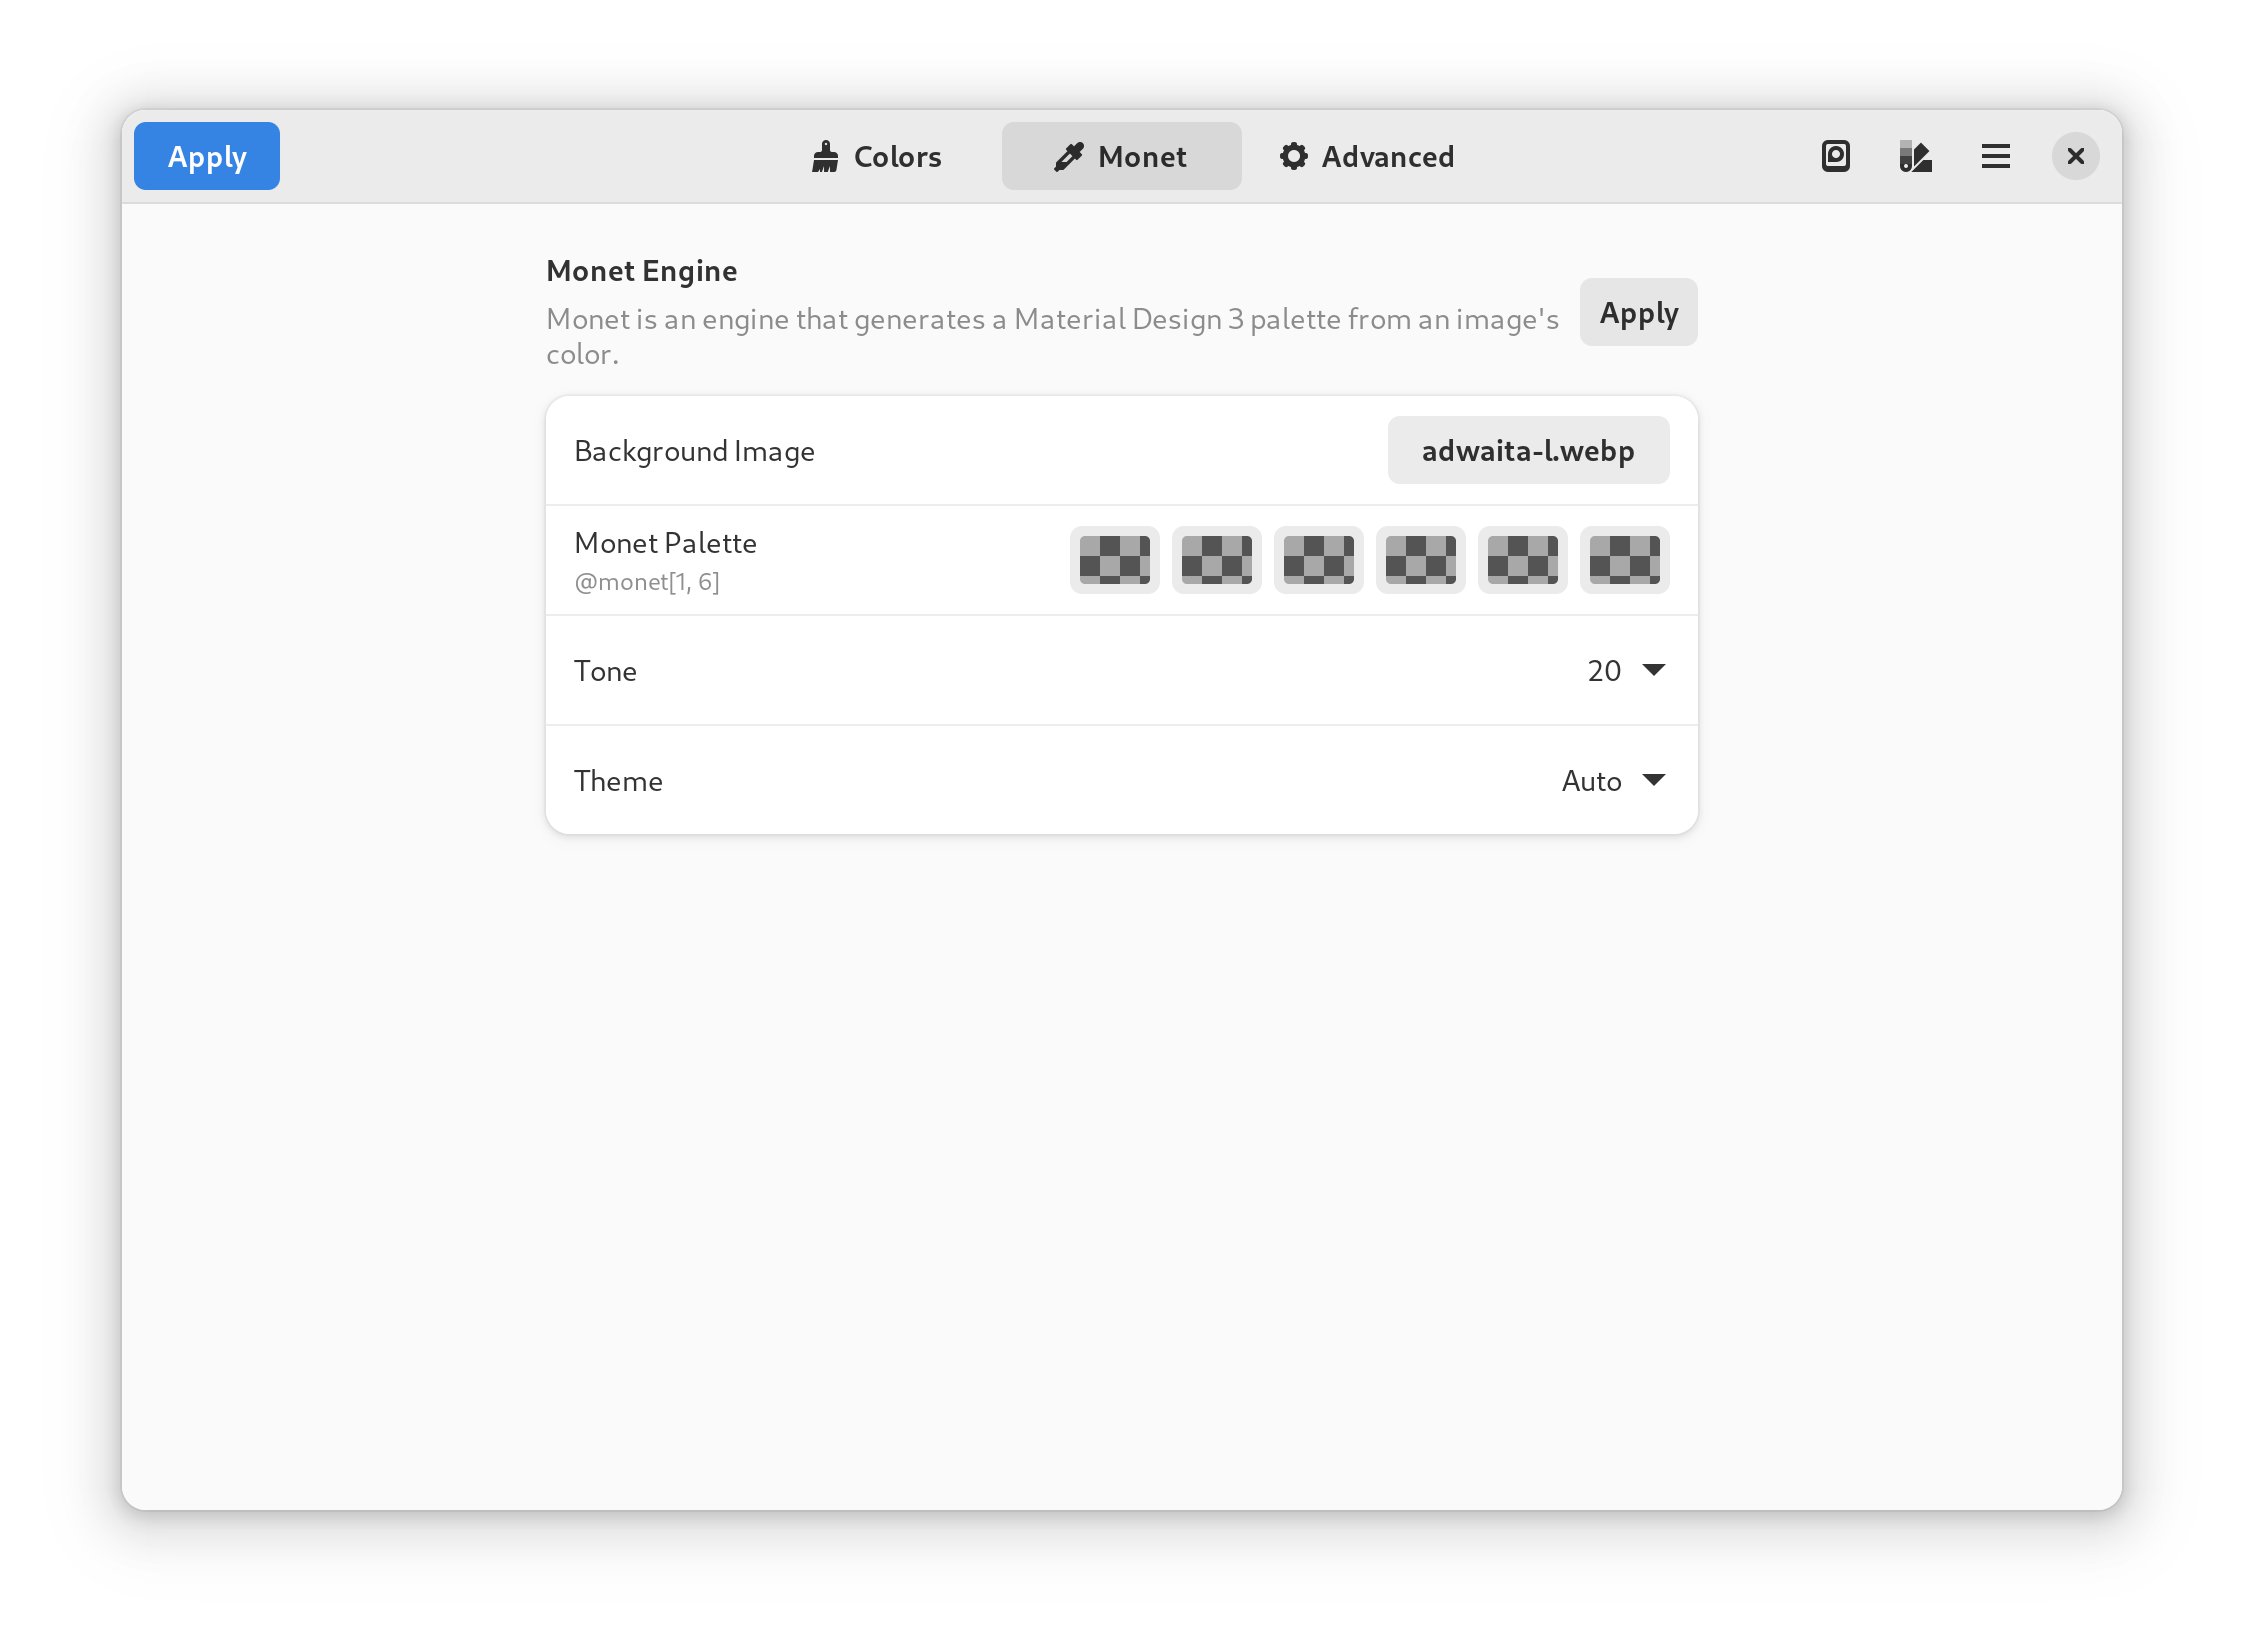 Apply
Colors
Monet
Advanced
Monet Engine
Monet is an engine that generates a Material Design 3 palette from an image's
color.
Apply
Background Image
adwaita-l.webp
Monet Palette
@monet[1, 6]
Tone
20
Theme
Auto